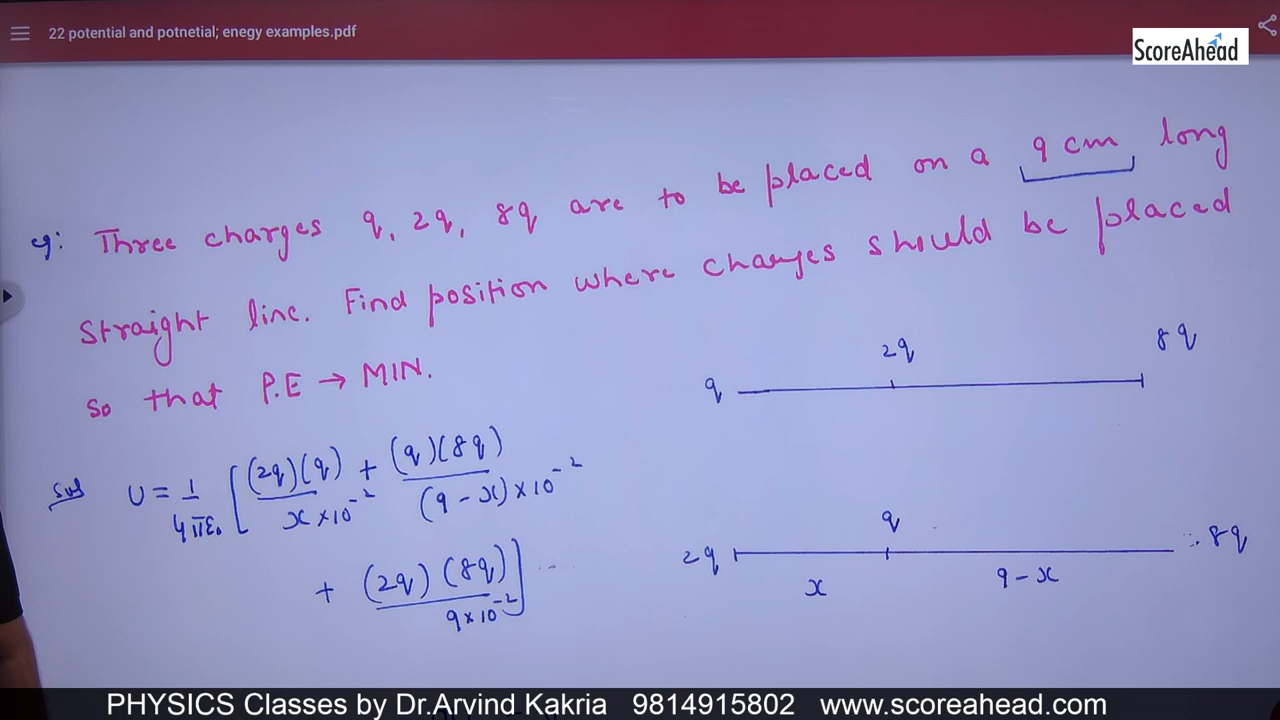 22 potential and potnetial; enegy examples.pdf
ScoreAhead
eg: Three charges q, 2q, 8q are to be placed on a 9 cm long
straight line. Find position where charges should be placed
so that P.E → MIN.
q 2q 8q
Sol U = 1/4πε₀ [ (2q)(q)/x×10⁻² + (q)(8q)/(9-x)×10⁻²
+ (2q)(8q)/9×10⁻² ]
2q q 8q
x 9-x
PHYSICS Classes by Dr.Arvind Kakria 9814915802 www.scoreahead.com